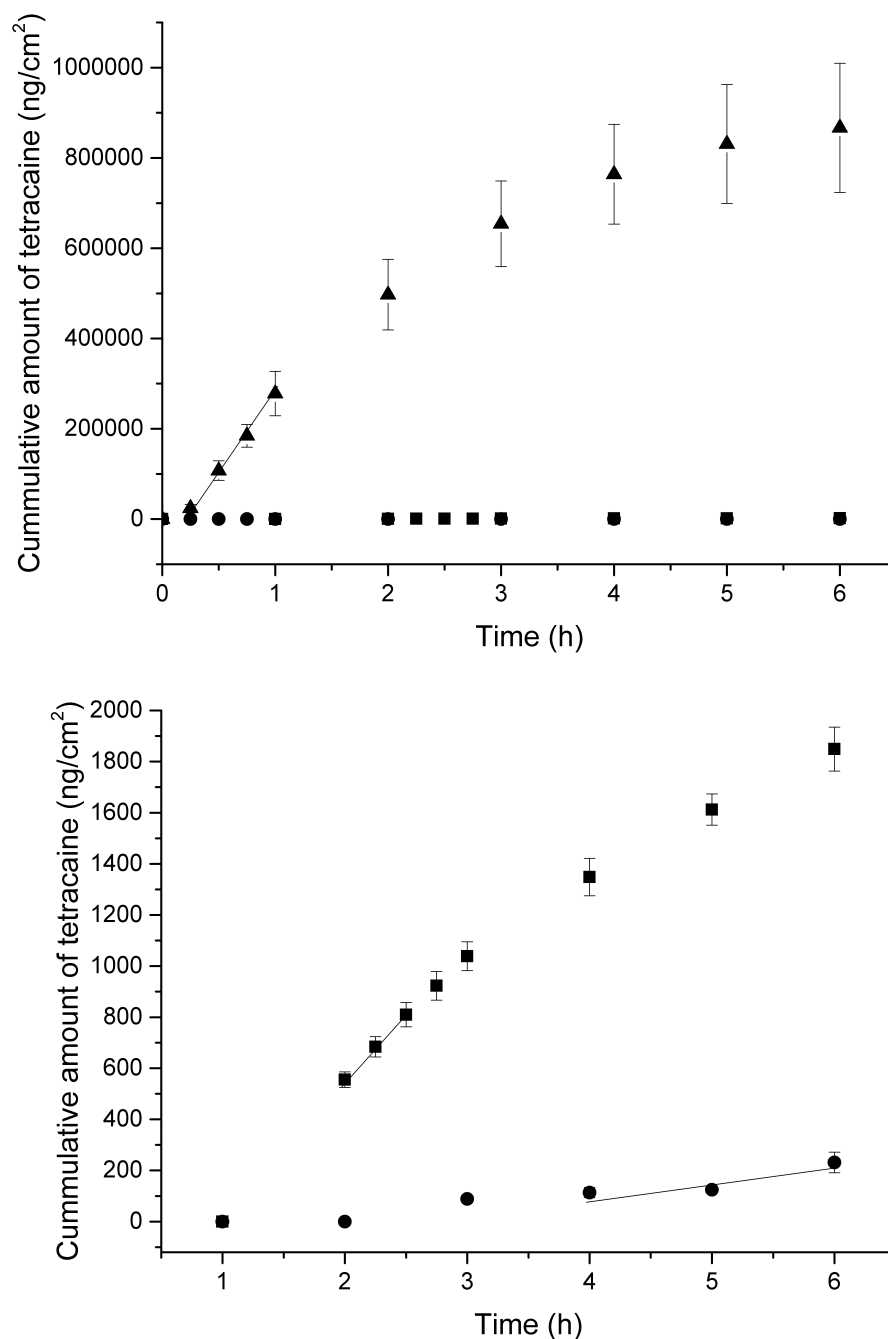 Cummulative amount of tetracaine (ng/cm²)
1000000
800000
600000
400000
200000
0
0 1 2 3 4 5 6
Time (h)
Cummulative amount of tetracaine (ng/cm²)
2000
1800
1600
1400
1200
1000
800
600
400
200
0
1 2 3 4 5 6
Time (h)